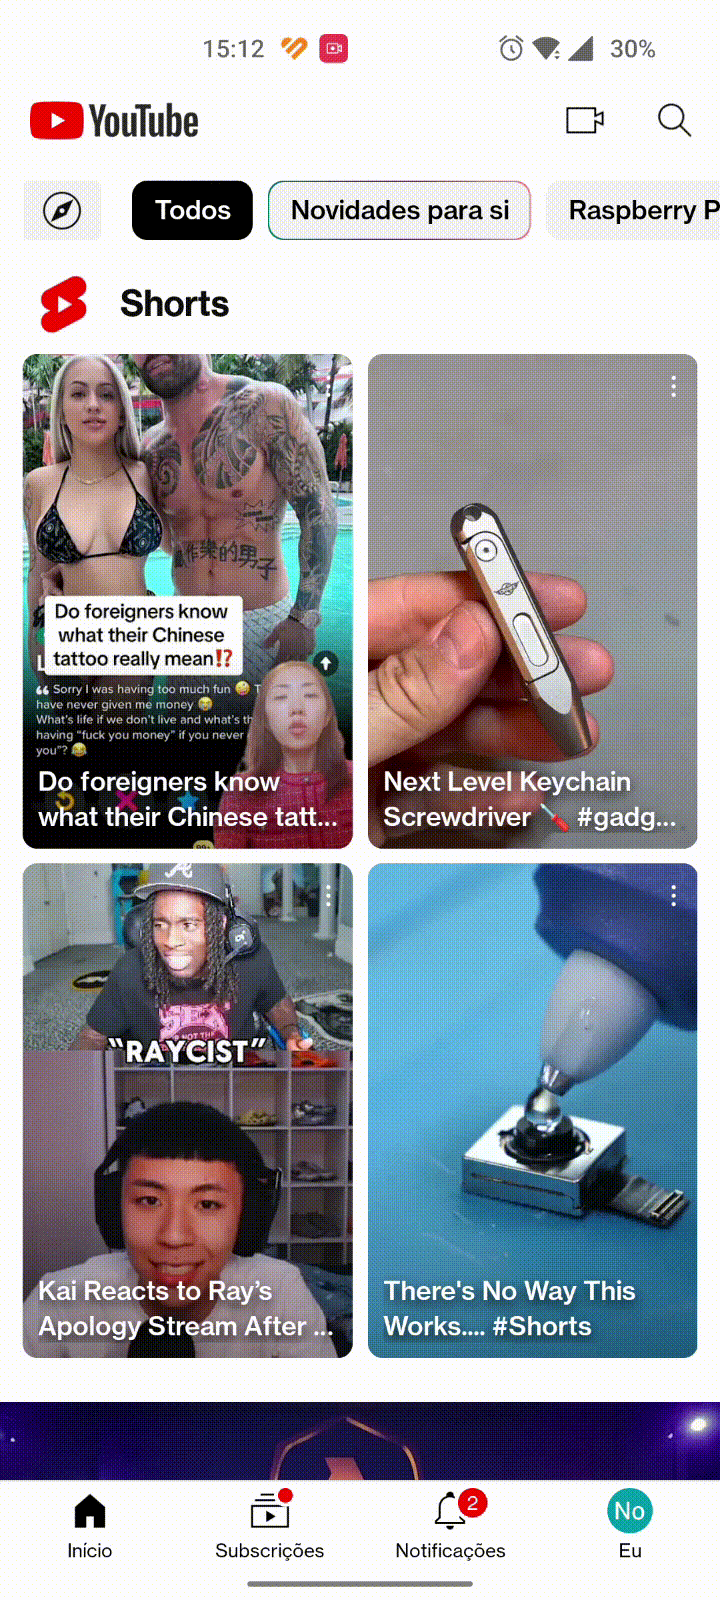 15:12
30%
YouTube
Todos
Novidades para si
Raspberry P
Shorts
作樂的男子
Do foreigners know
what their Chinese
tattoo really mean⁉️
Sorry I was having too much fun 🤣 T
have never given me money 😭
What's life if we don't live and what's th
having "fuck you money" if you never
you"? 😂
Do foreigners know
what their Chinese tatt...
Next Level Keychain
Screwdriver 🪛 #gadg...
"RAYCIST"
Kai Reacts to Ray's
Apology Stream After ...
There's No Way This
Works.... #Shorts
Início
Subscrições
2
Notificações
No
Eu